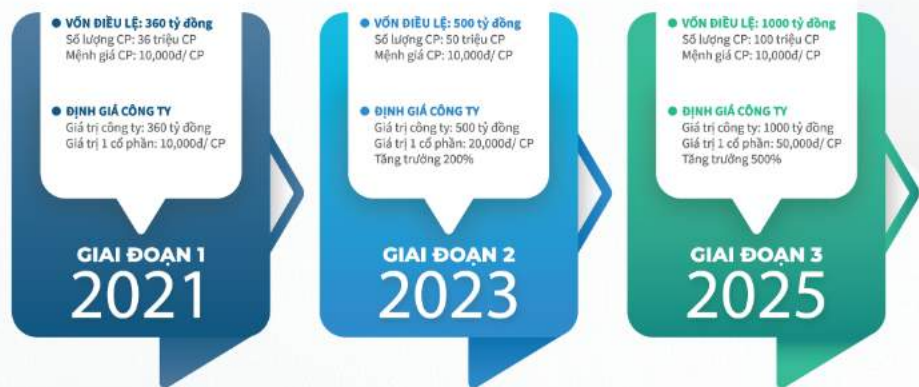 VỐN ĐIỀU LỆ: 360 tỷ đồng
Số lượng CP: 36 triệu CP
Mệnh giá CP: 10,000đ/ CP
ĐỊNH GIÁ CÔNG TY
Giá trị công ty: 360 tỷ đồng
Giá trị 1 cổ phần: 10,000đ/ CP
GIAI ĐOẠN 1
2021
VỐN ĐIỀU LỆ: 500 tỷ đồng
Số lượng CP: 50 triệu CP
Mệnh giá CP: 10,000đ/ CP
ĐỊNH GIÁ CÔNG TY
Giá trị công ty: 500 tỷ đồng
Giá trị 1 cổ phần: 20,000đ/ CP
Tăng trưởng 200%
GIAI ĐOẠN 2
2023
VỐN ĐIỀU LỆ: 1000 tỷ đồng
Số lượng CP: 100 triệu CP
Mệnh giá CP: 10,000đ/ CP
ĐỊNH GIÁ CÔNG TY
Giá trị công ty: 1000 tỷ đồng
Giá trị 1 cổ phần: 50,000đ/ CP
Tăng trưởng 500%
GIAI ĐOẠN 3
2025